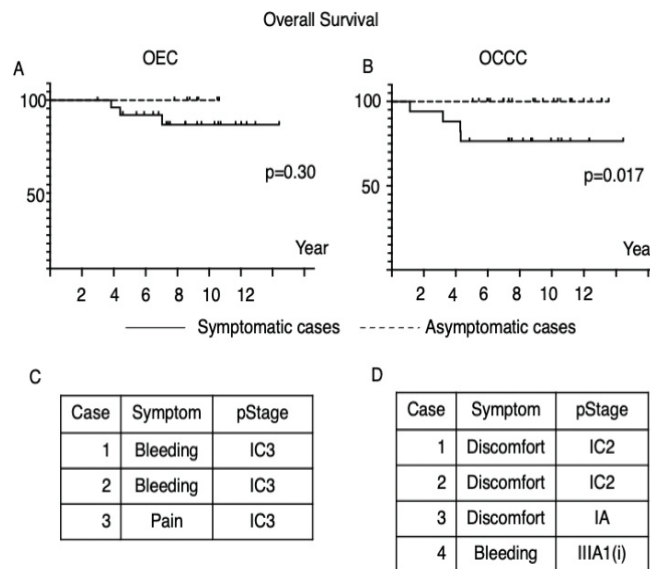 Overall Survival
A
OEC
100
50
p=0.30
Year
2 4 6 8 10 12
B
OCCC
100
50
p=0.017
Yea
2 4 6 8 10 12
Symptomatic cases
Asymptomatic cases
C
Case Symptom pStage
1 Bleeding IC3
2 Bleeding IC3
3 Pain IC3
D
Case Symptom pStage
1 Discomfort IC2
2 Discomfort IC2
3 Discomfort IA
4 Bleeding IIIA1(i)